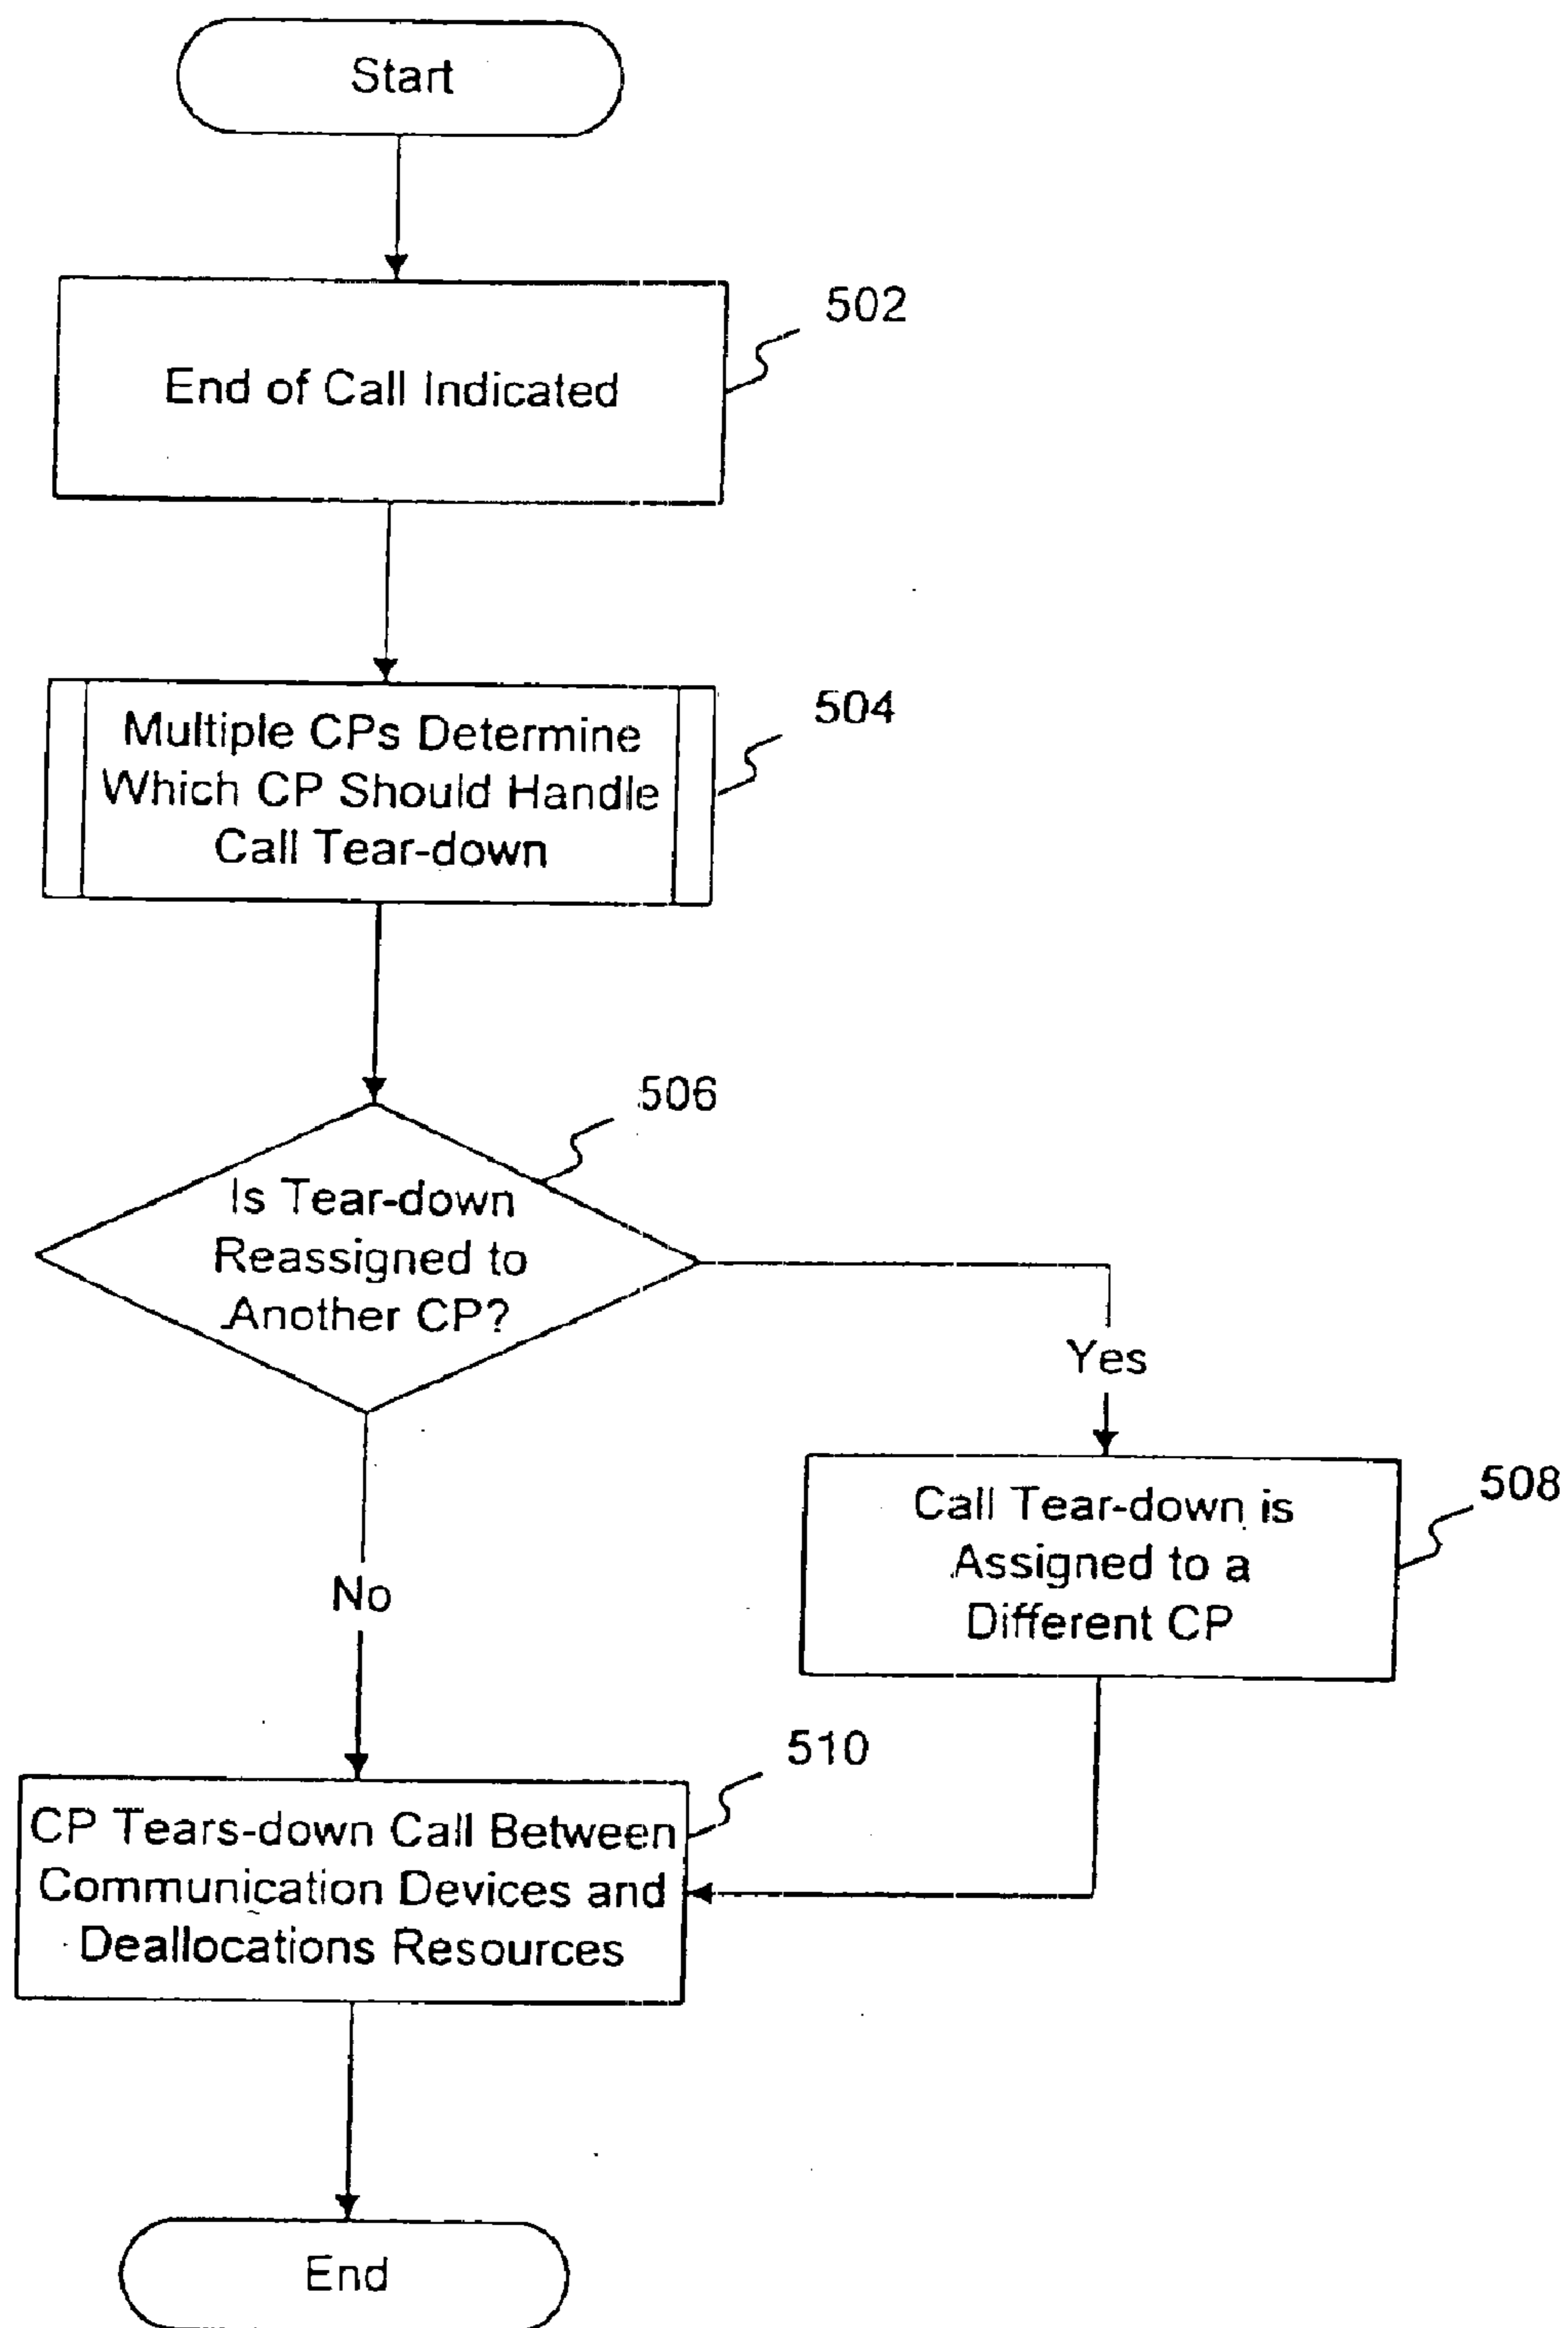 Start
502
End of Call Indicated
504
Multiple CPs Determine
Which CP Should Handle
Call Tear-down
506
Is Tear-down
Reassigned to
Another CP?
Yes
508
Call Tear-down is
Assigned to a
Different CP
No
510
CP Tears-down Call Between
Communication Devices and
Deallocations Resources
End